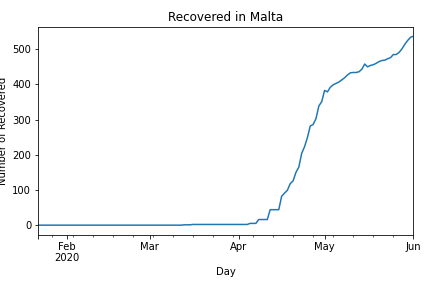 Recovered in Malta
Number of Recovered
500
400
300
200
100
0
Feb
2020
Mar
Apr
May
Jun
Day